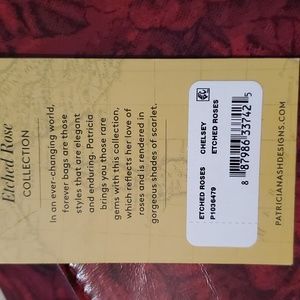 Etched Rose
COLLECTION
In an ever-changing world,
forever bags are those
styles that are elegant
and enduring. Patricia
brings you those rare
gems with this collection,
which reflects her love of
roses and is rendered in
gorgeous shades of scarlet.
ETCHED ROSES CHELSEY
P1036479 ETCHED ROSES
8 87986 33742 5
PATRICIANASHDESIGNS.COM